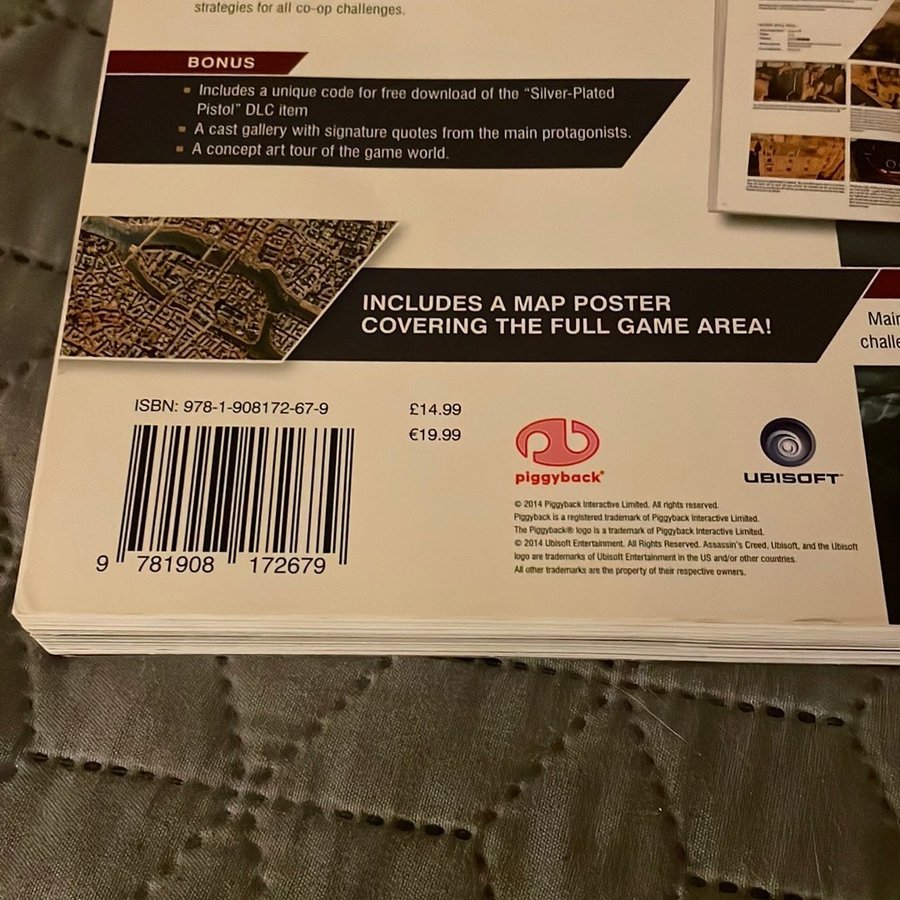 strategies for all co-op challenges.
BONUS
Includes a unique code for free download of the “Silver-Plated
Pistol” DLC item
A cast gallery with signature quotes from the main protagonists.
A concept art tour of the game world.
INCLUDES A MAP POSTER
COVERING THE FULL GAME AREA!
Main
challe
ISBN: 978-1-908172-67-9
£14.99
€19.99
9 781908 172679
piggyback®
UBISOFT™
© 2014 Piggyback Interactive Limited. All rights reserved.
Piggyback is a registered trademark of Piggyback Interactive Limited.
The Piggyback® logo is a trademark of Piggyback Interactive Limited.
© 2014 Ubisoft Entertainment. All Rights Reserved. Assassin's Creed, Ubisoft, and the Ubisoft
logo are trademarks of Ubisoft Entertainment in the US and/or other countries.
All other trademarks are the property of their respective owners.